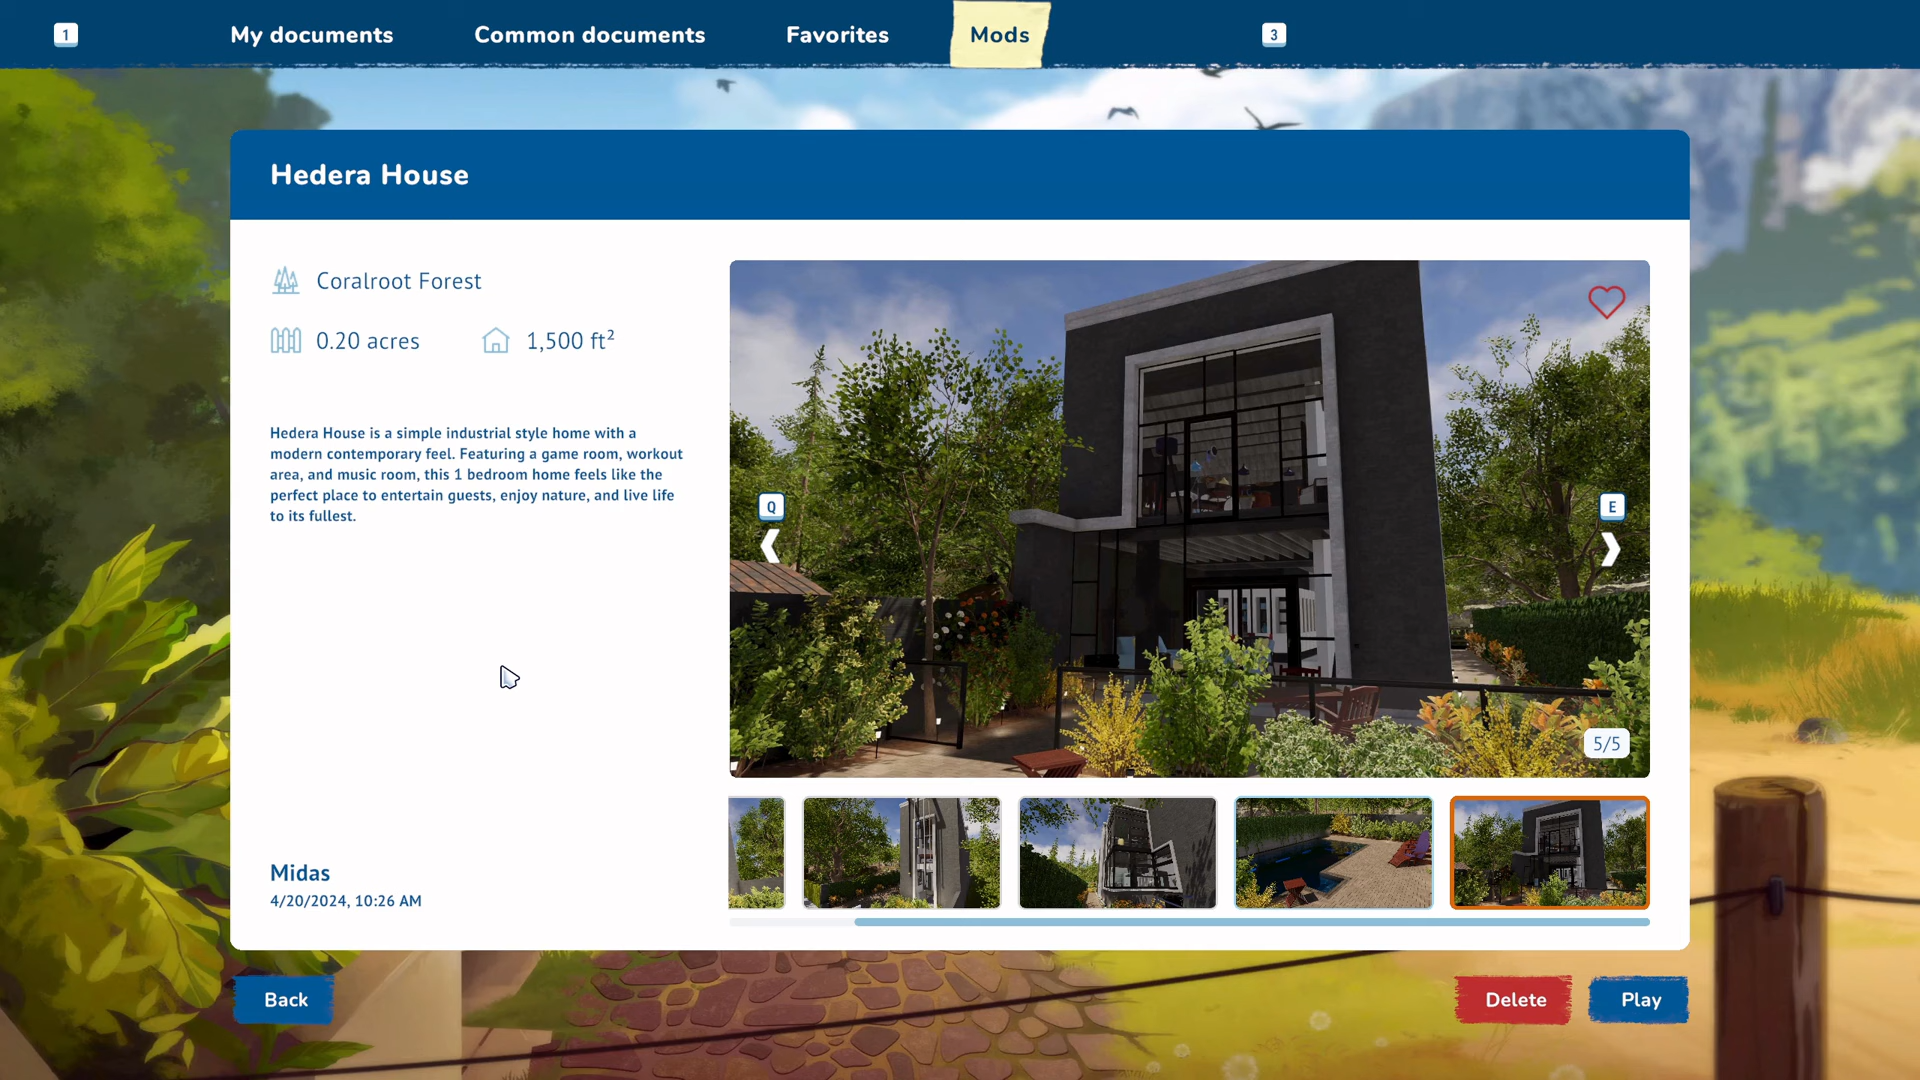 1
My documents
Common documents
Favorites
Mods
3
Hedera House
Coralroot Forest
0.20 acres
1,500 ft²
Hedera House is a simple industrial style home with a
modern contemporary feel. Featuring a game room, workout
area, and music room, this 1 bedroom home feels like the
perfect place to entertain guests, enjoy nature, and live life
to its fullest.
Q
E
5/5
Midas
4/20/2024, 10:26 AM
Back
Delete
Play